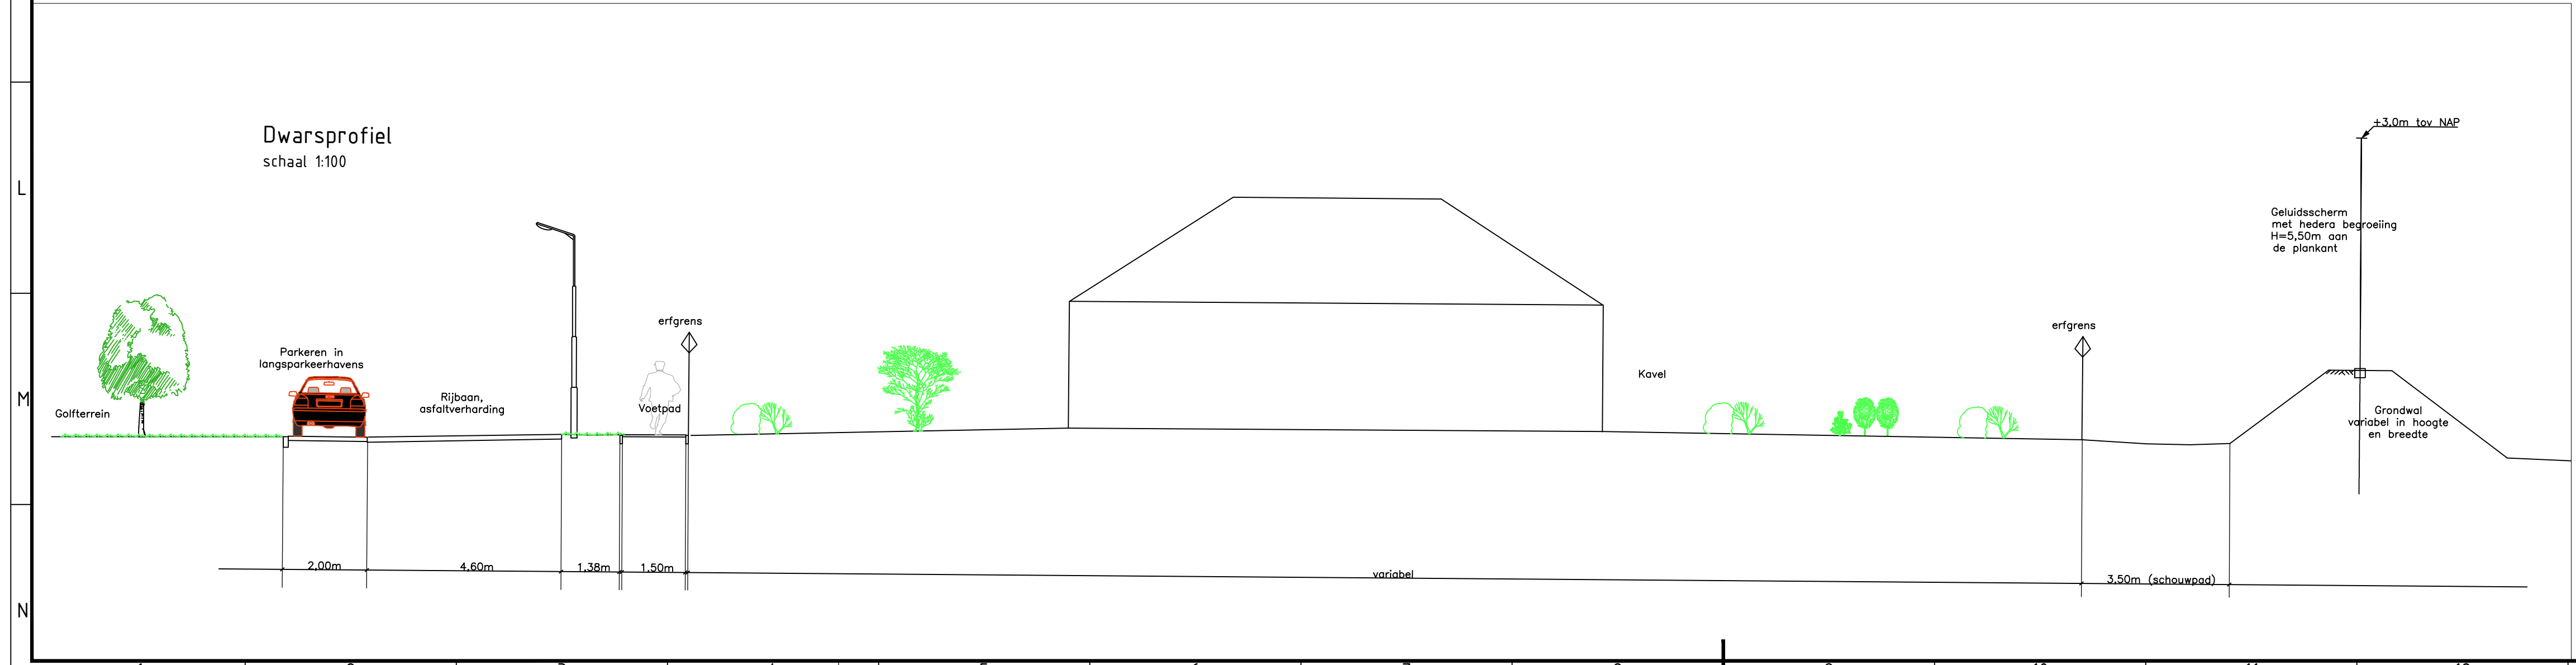 Dwarsprofiel
schaal 1:100
+3,0m tov NAP
L
Geluidsscherm
met hedera begroeiing
H=5,50m aan
de plankant
erfgrens
erfgrens
Parkeren in
langsparkeerhavens
Kavel
M
Golfterrein
Rijbaan,
asfaltverharding
Voetpad
Grondwal
variabel in hoogte
en breedte
2,00m
4,60m
1,38m
1,50m
variabel
3,50m (schouwpad)
N